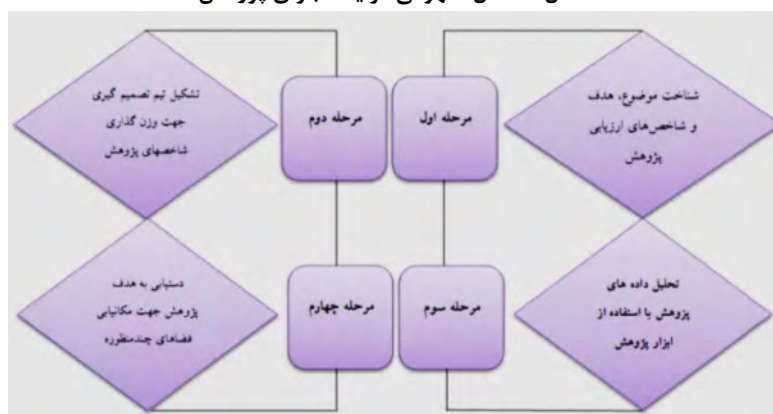 مرحله اول
شناخت موضوع، هدف
و شاخص‌های ارزیابی
پژوهش
مرحله دوم
تشکیل تیم تصمیم گیری
جهت وزن گذاری
شاخصهای پژوهش
مرحله سوم
تحلیل داده های
پژوهش با استفاده از
ابزار پژوهش
مرحله چهارم
دستیابی به هدف
پژوهش جهت مکانیابی
فضاهای چندمنظوره